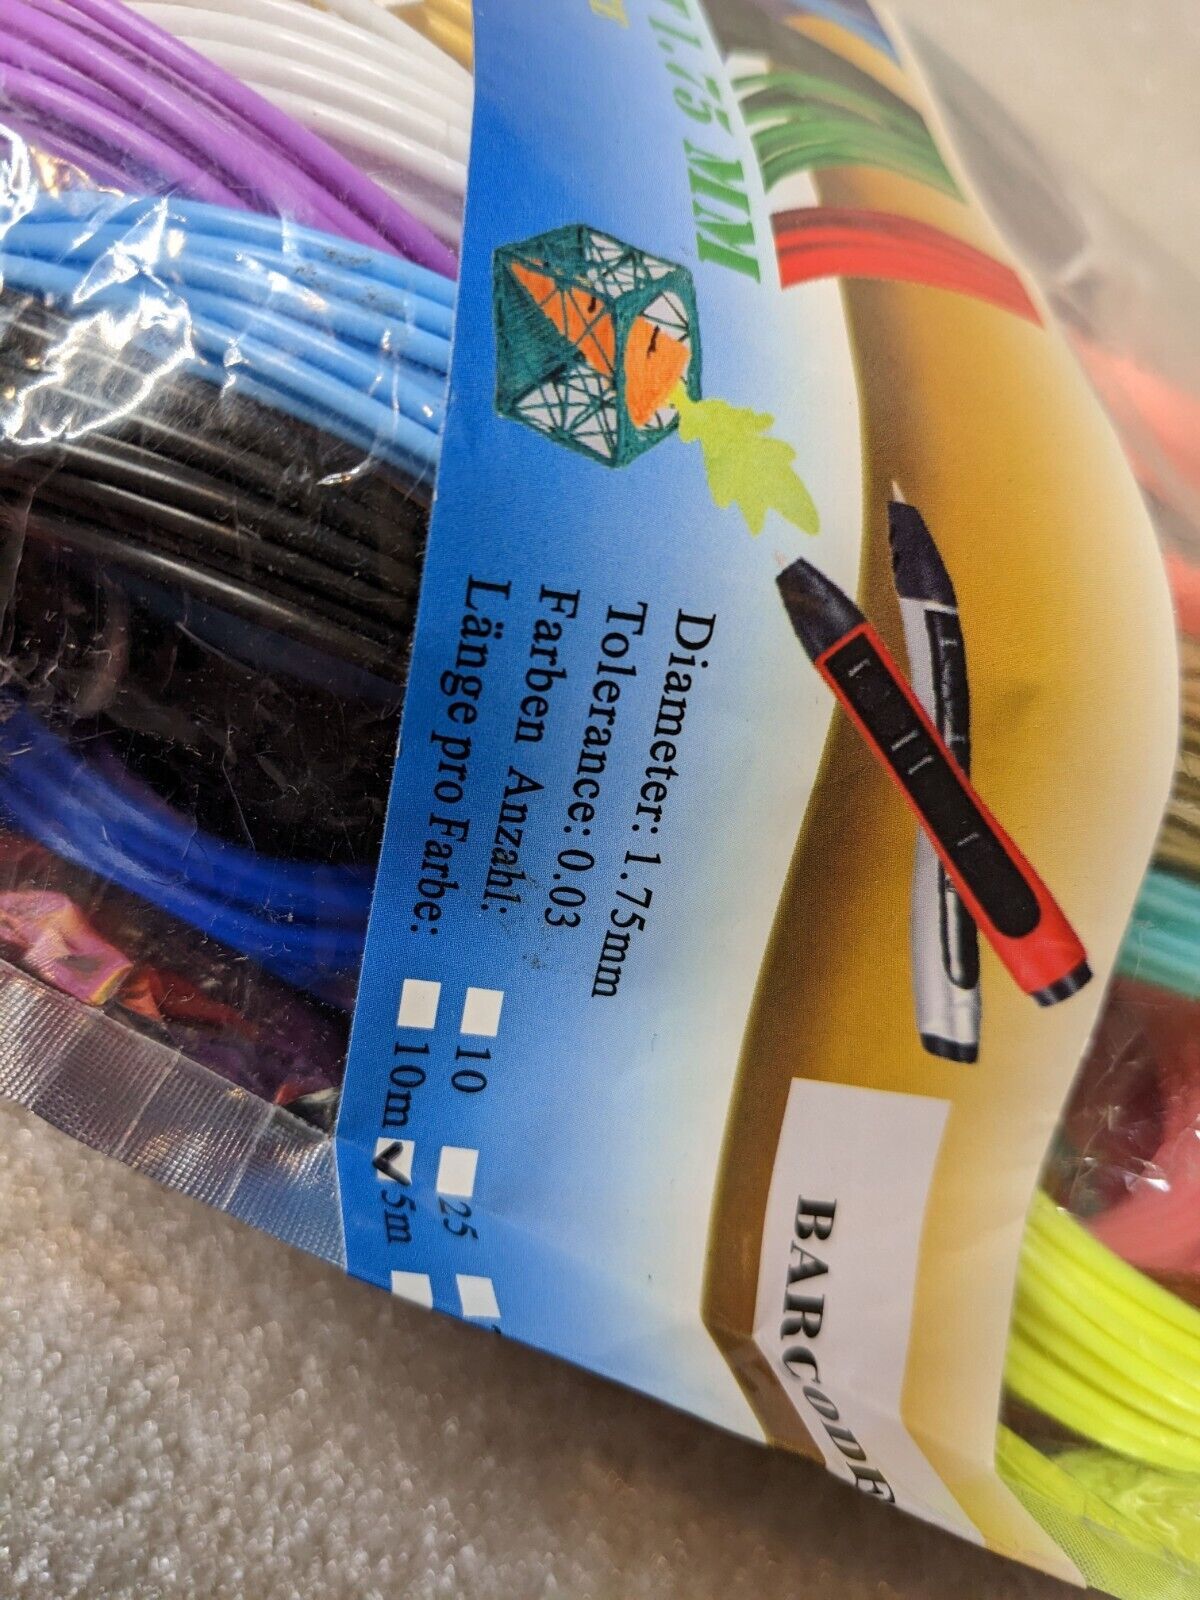 1.75 MM
Diameter: 1.75mm
Tolerance: 0.03
Farben Anzahl: 10 25
Länge pro Farbe: 10m 5m
BARCODE